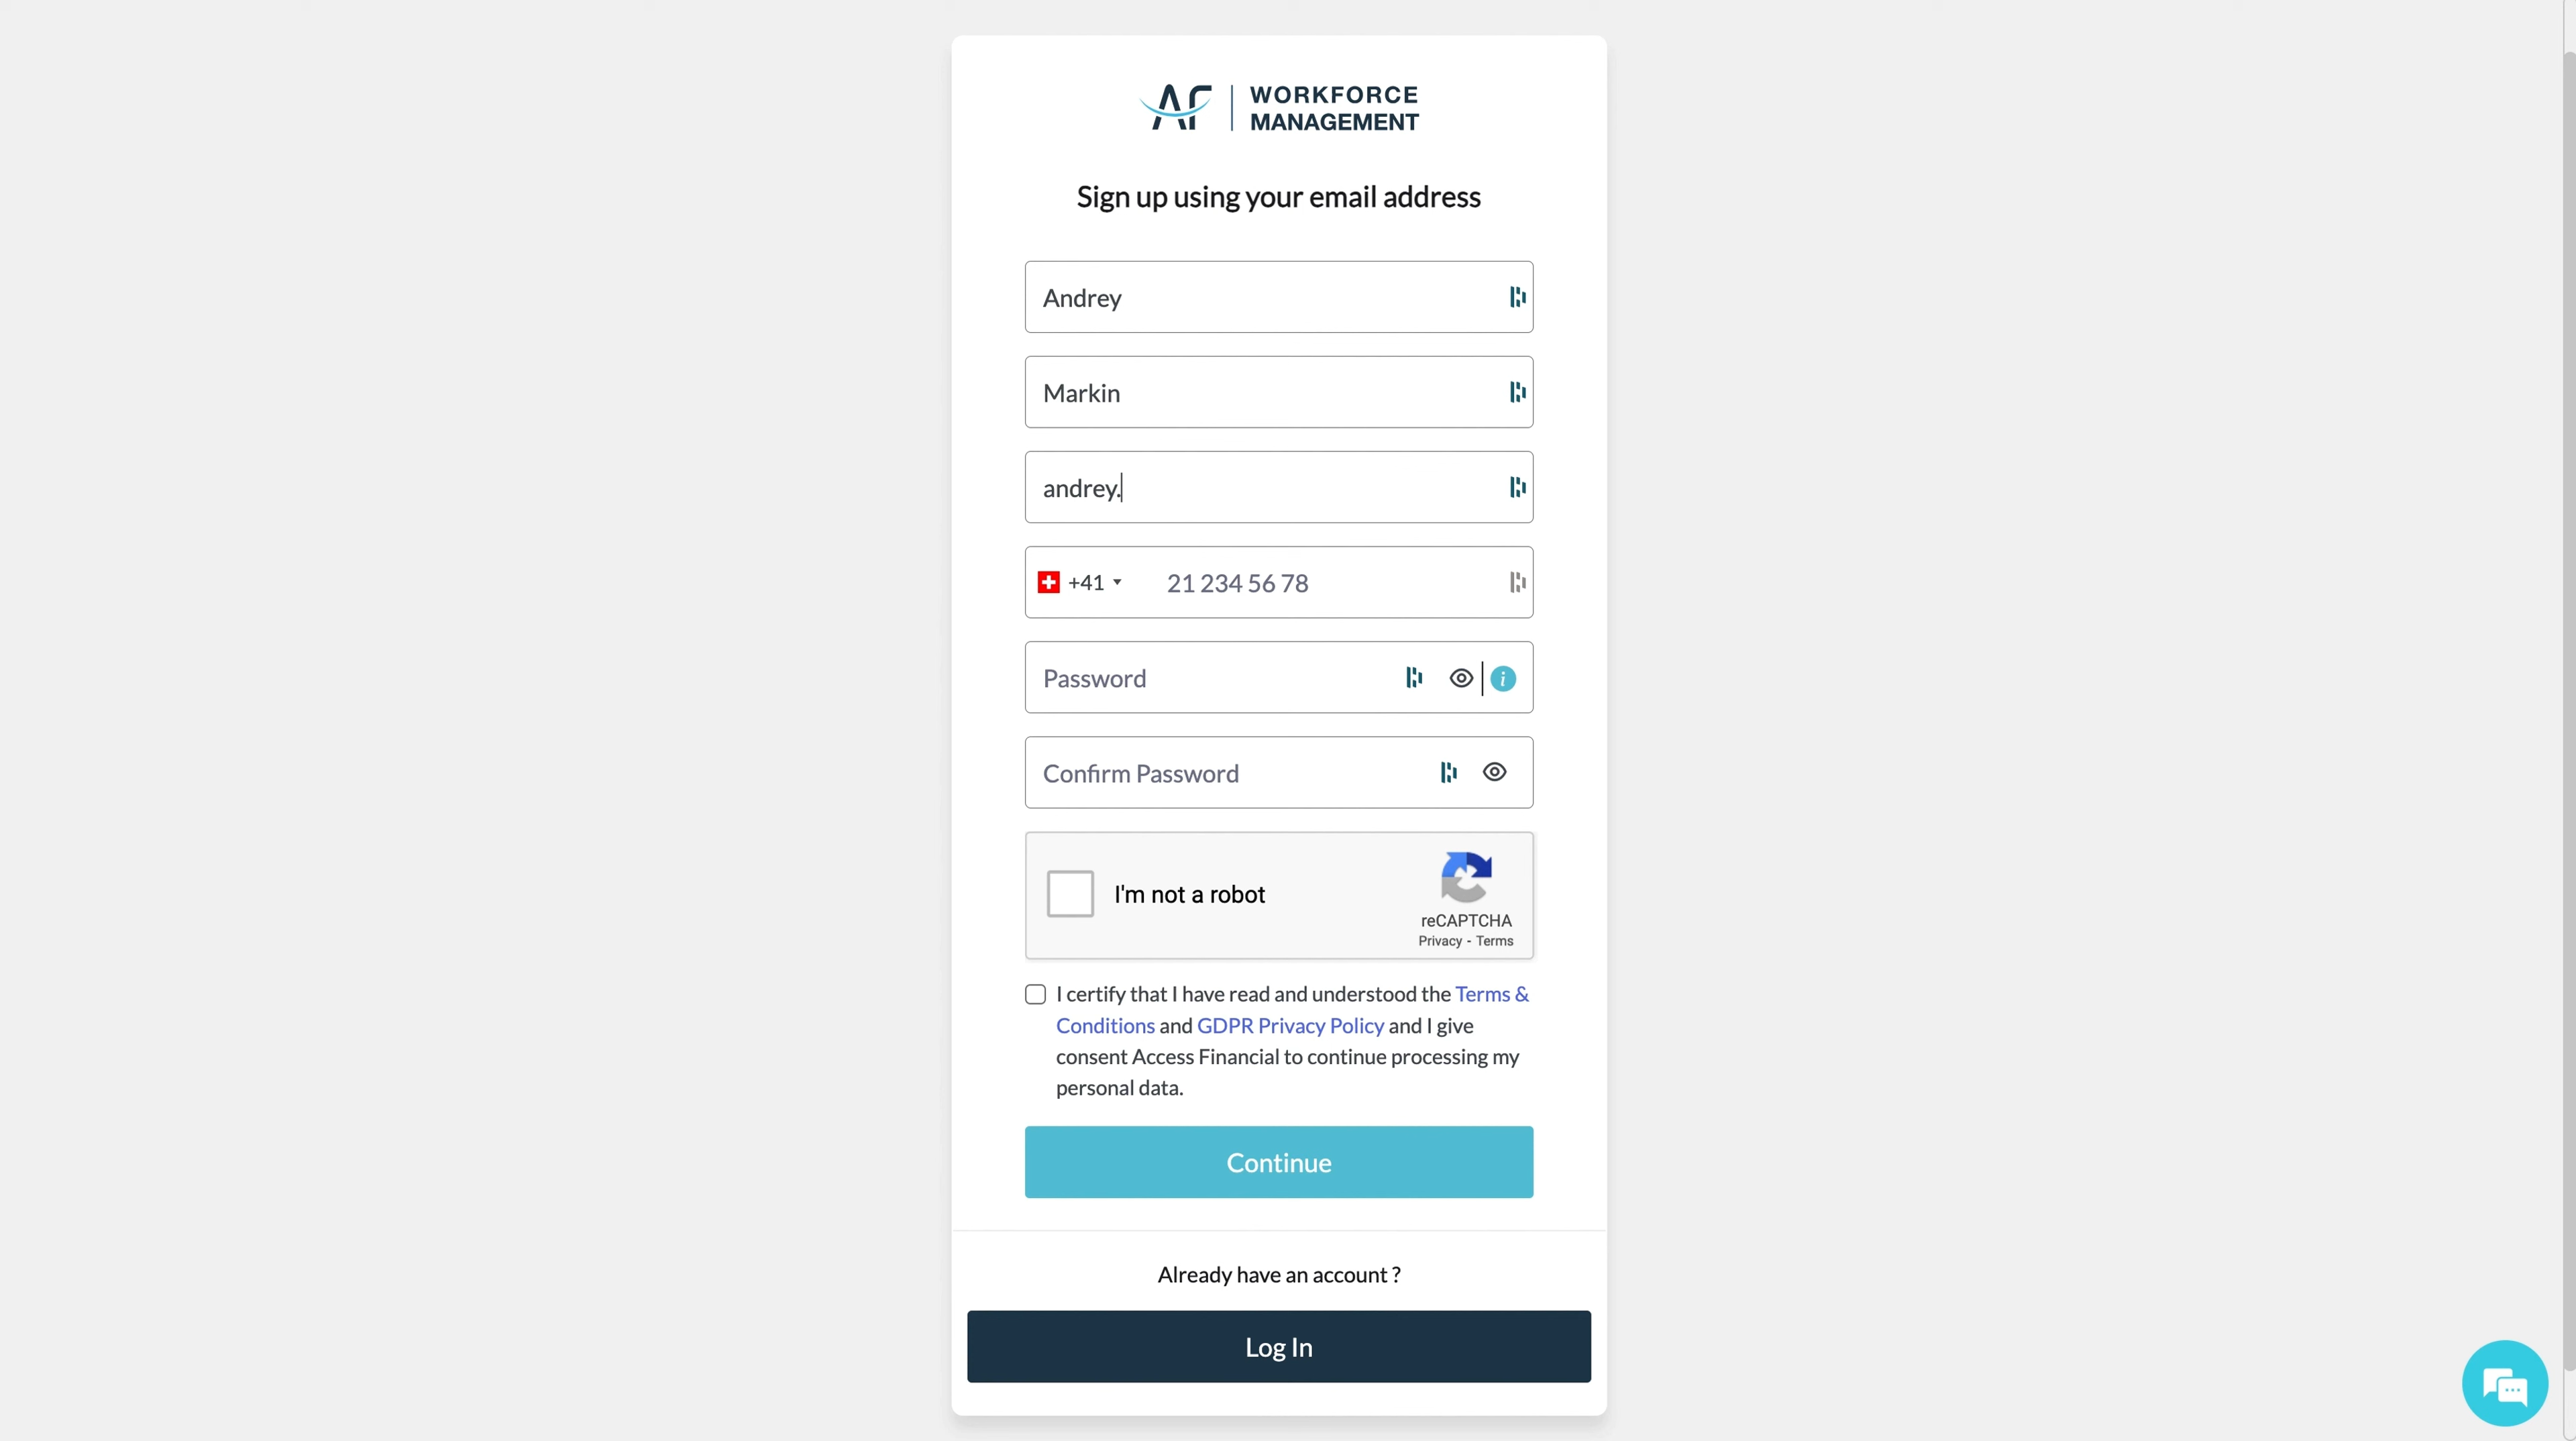 AF
WORKFORCE
MANAGEMENT
Sign up using your email address
Andrey
Markin
andrey.
+41 21 234 56 78
Password
i
Confirm Password
I'm not a robot
reCAPTCHA
Privacy - Terms
I certify that I have read and understood the Terms &
Conditions and GDPR Privacy Policy and I give
consent Access Financial to continue processing my
personal data.
Continue
Already have an account ?
Log In